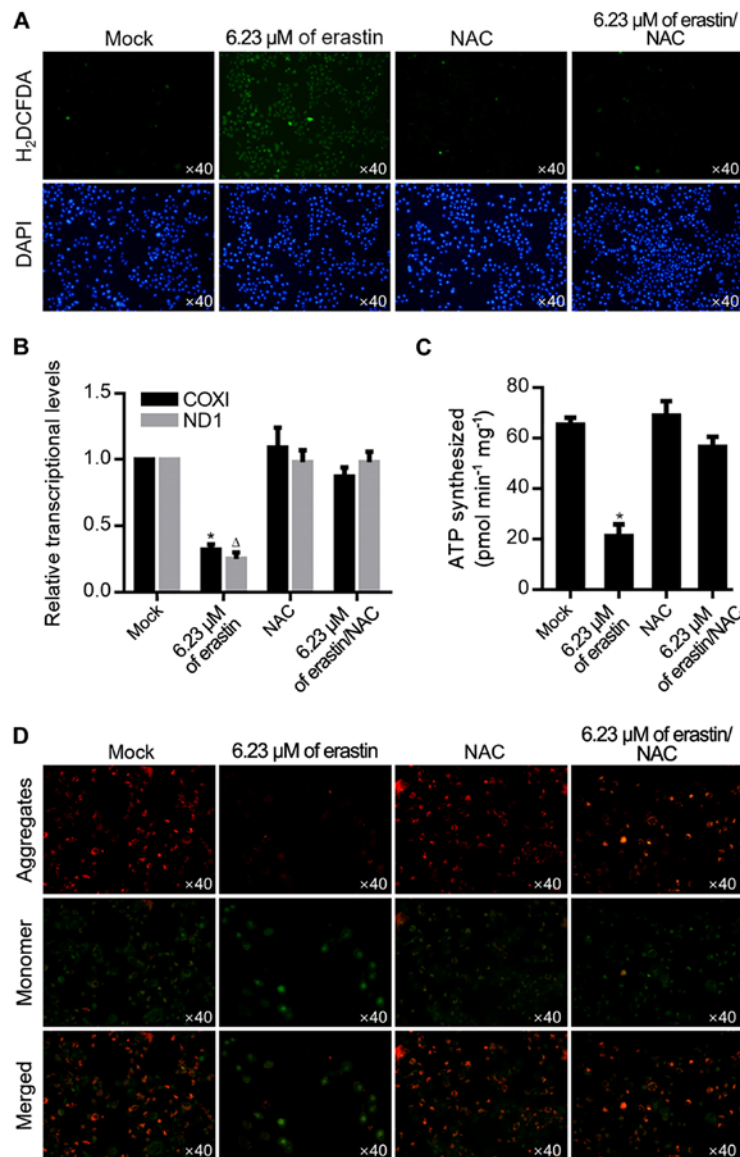 A
Mock
6.23 µM of erastin
NAC
6.23 µM of erastin/
NAC
H₂DCFDA
×40
×40
×40
×40
DAPI
×40
×40
×40
×40
B
Relative transcriptional levels
1.5
1.0
0.5
0.0
COXI
ND1
*
Δ
Mock
6.23 µM
of erastin
NAC
6.23 µM
of erastin/NAC
C
ATP synthesized
(pmol min⁻¹ mg⁻¹)
80
60
40
20
0
*
Mock
6.23 µM
of erastin
NAC
6.23 µM
of erastin/NAC
D
Mock
6.23 µM of erastin
NAC
6.23 µM of erastin/
NAC
Aggregates
×40
×40
×40
×40
Monomer
×40
×40
×40
×40
Merged
×40
×40
×40
×40